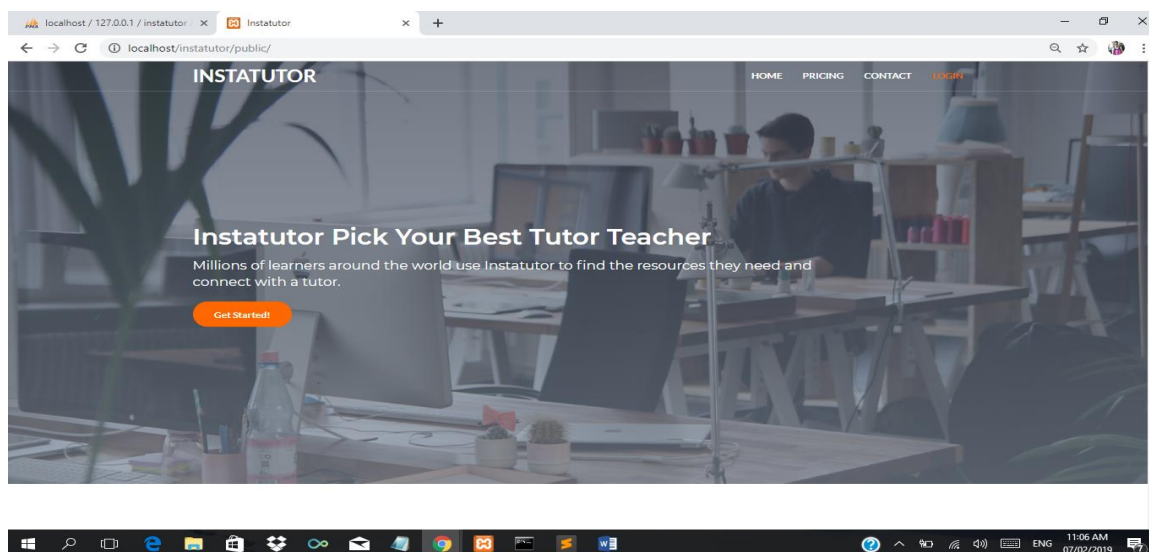 localhost / 127.0.0.1 / instatutor
Instatutor
localhost/instatutor/public/
INSTATUTOR
HOME PRICING CONTACT LOGIN
Instatutor Pick Your Best Tutor Teacher
Millions of learners around the world use Instatutor to find the resources they need and
connect with a tutor.
Get Started!
ENG
11:06 AM
07/02/2019